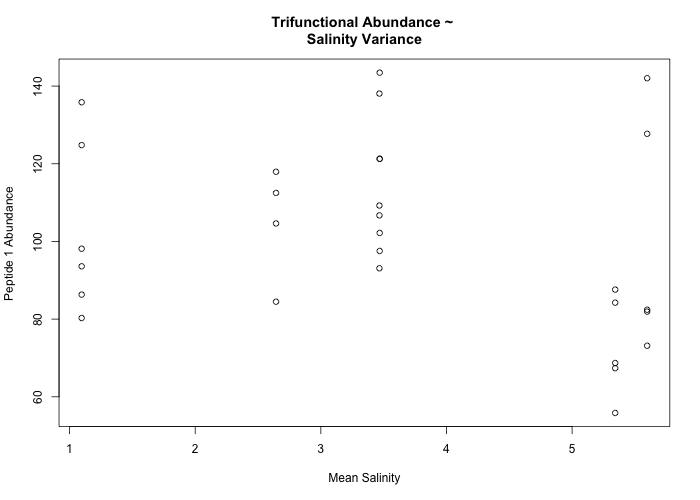 Trifunctional Abundance ~
Salinity Variance
140
120
100
80
60
Peptide 1 Abundance
1 2 3 4 5
Mean Salinity